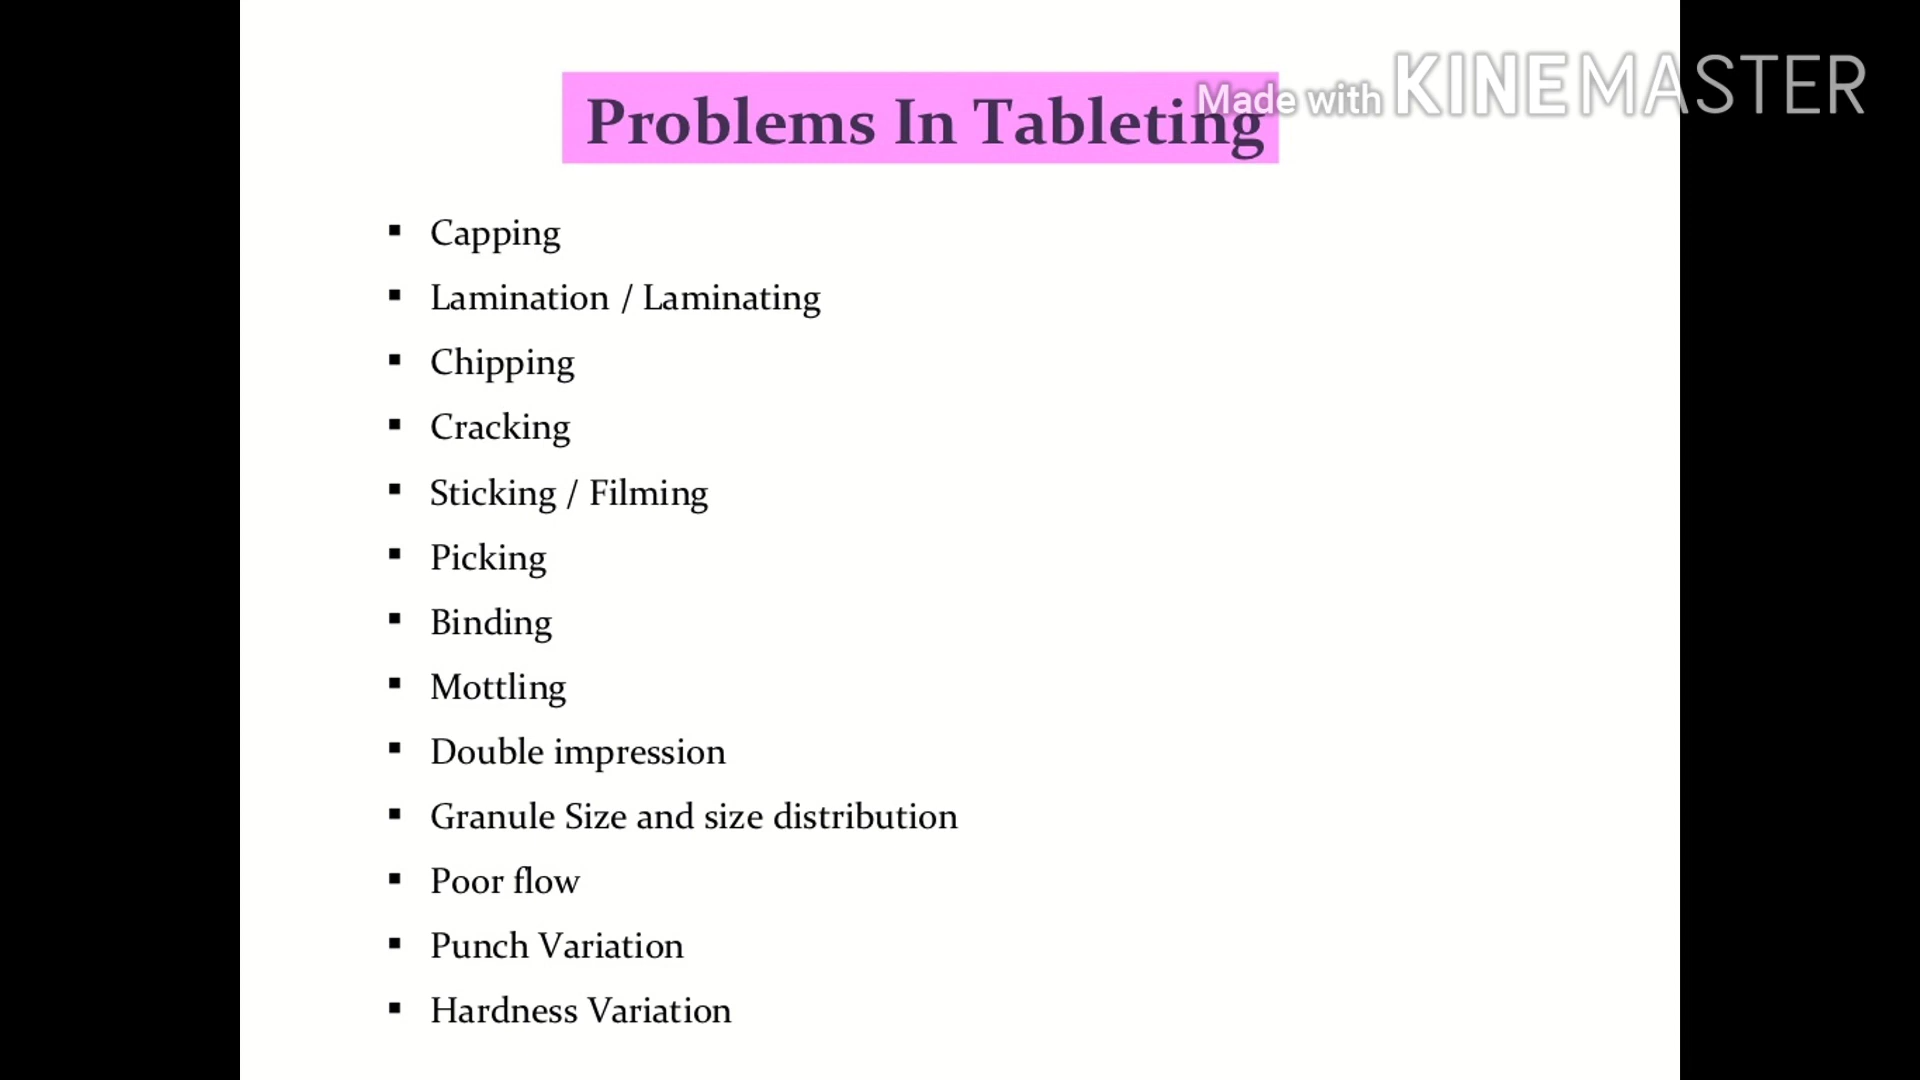 Made with KINEMASTER
Problems In Tableting
▪ Capping
▪ Lamination / Laminating
▪ Chipping
▪ Cracking
▪ Sticking / Filming
▪ Picking
▪ Binding
▪ Mottling
▪ Double impression
▪ Granule Size and size distribution
▪ Poor flow
▪ Punch Variation
▪ Hardness Variation